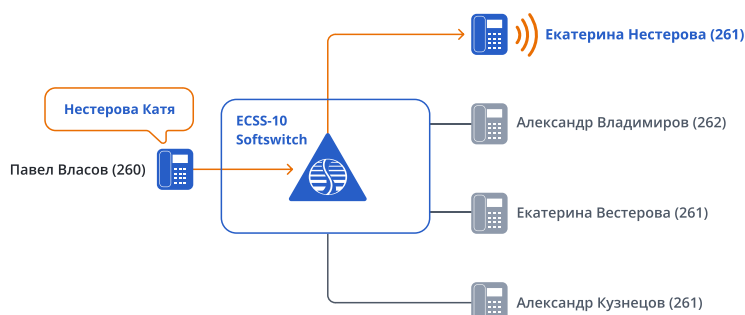 Екатерина Нестерова (261)
Нестерова Катя
ECSS-10
Softswitch
Александр Владимиров (262)
Павел Власов (260)
Екатерина Вестерова (261)
Александр Кузнецов (261)